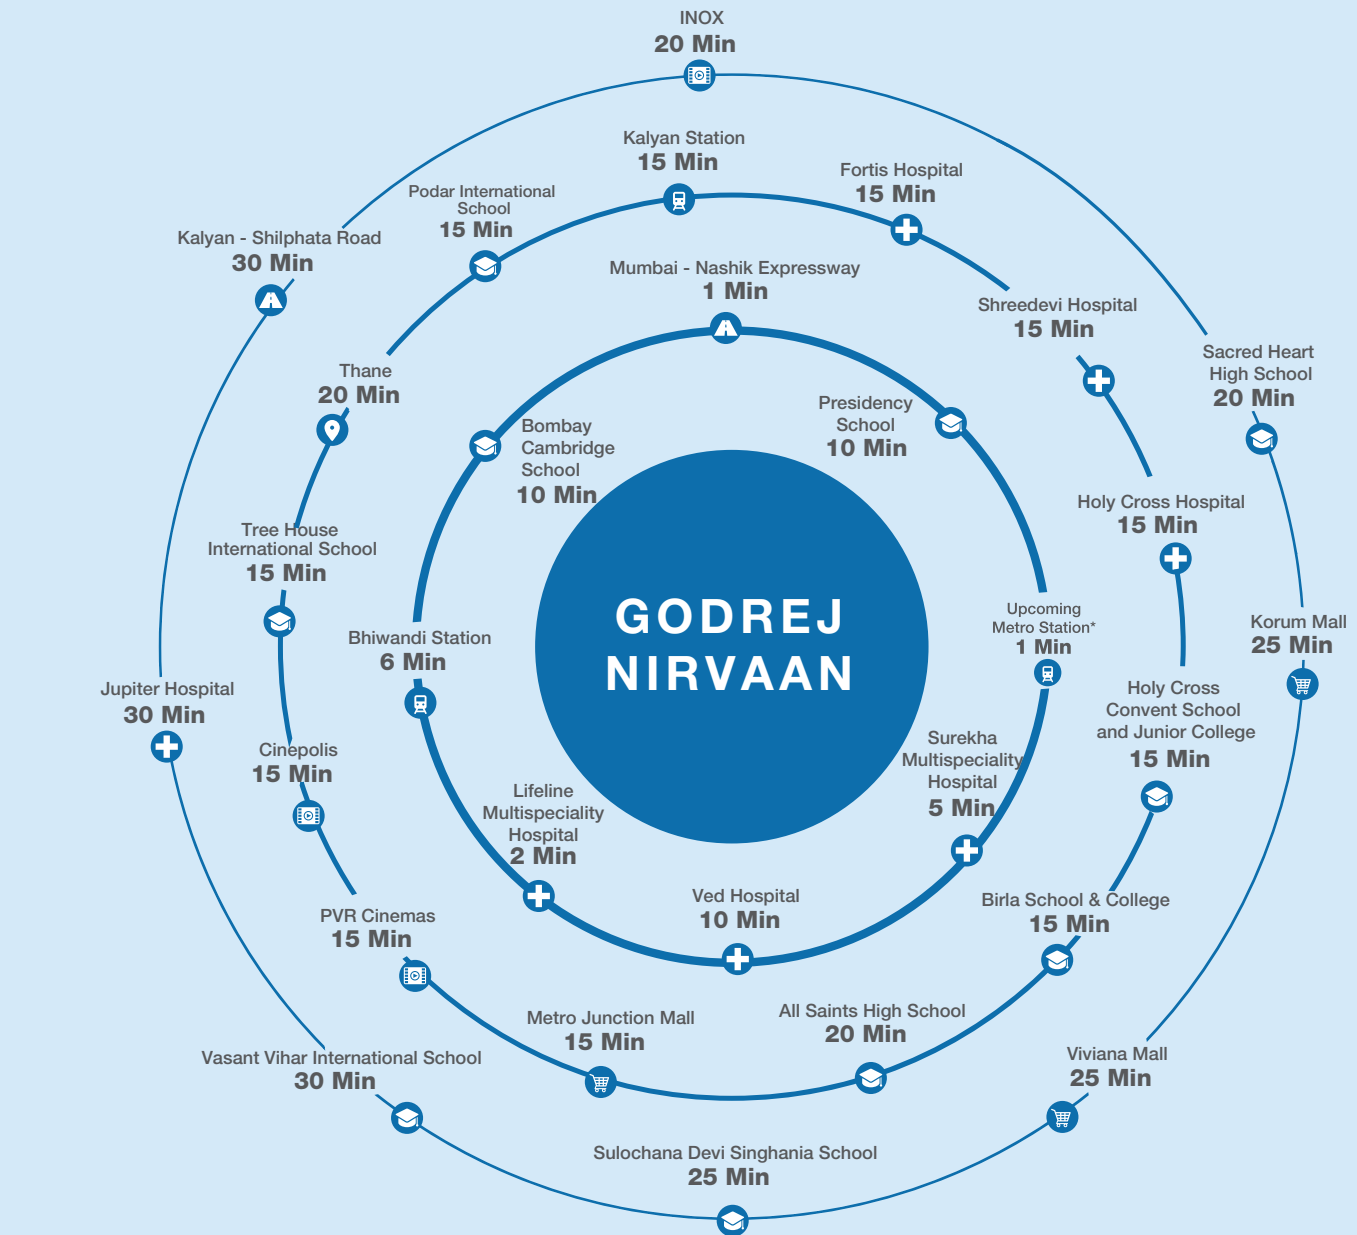 INOX
20 Min
Kalyan Station
15 Min
Fortis Hospital
15 Min
Podar International
School
15 Min
Kalyan - Shilphata Road
30 Min
Mumbai - Nashik Expressway
1 Min
Shreedevi Hospital
15 Min
Sacred Heart
High School
20 Min
Thane
20 Min
Bombay
Cambridge
School
10 Min
Presidency
School
10 Min
Holy Cross Hospital
15 Min
Tree House
International School
15 Min
GODREJ
NIRVAAN
Upcoming
Metro Station*
1 Min
Korum Mall
25 Min
Bhiwandi Station
6 Min
Jupiter Hospital
30 Min
Holy Cross
Convent School
and Junior College
15 Min
Cinepolis
15 Min
Surekha
Multispeciality
Hospital
5 Min
Lifeline
Multispeciality
Hospital
2 Min
Ved Hospital
10 Min
Birla School & College
15 Min
PVR Cinemas
15 Min
Metro Junction Mall
15 Min
All Saints High School
20 Min
Vasant Vihar International School
30 Min
Viviana Mall
25 Min
Sulochana Devi Singhania School
25 Min